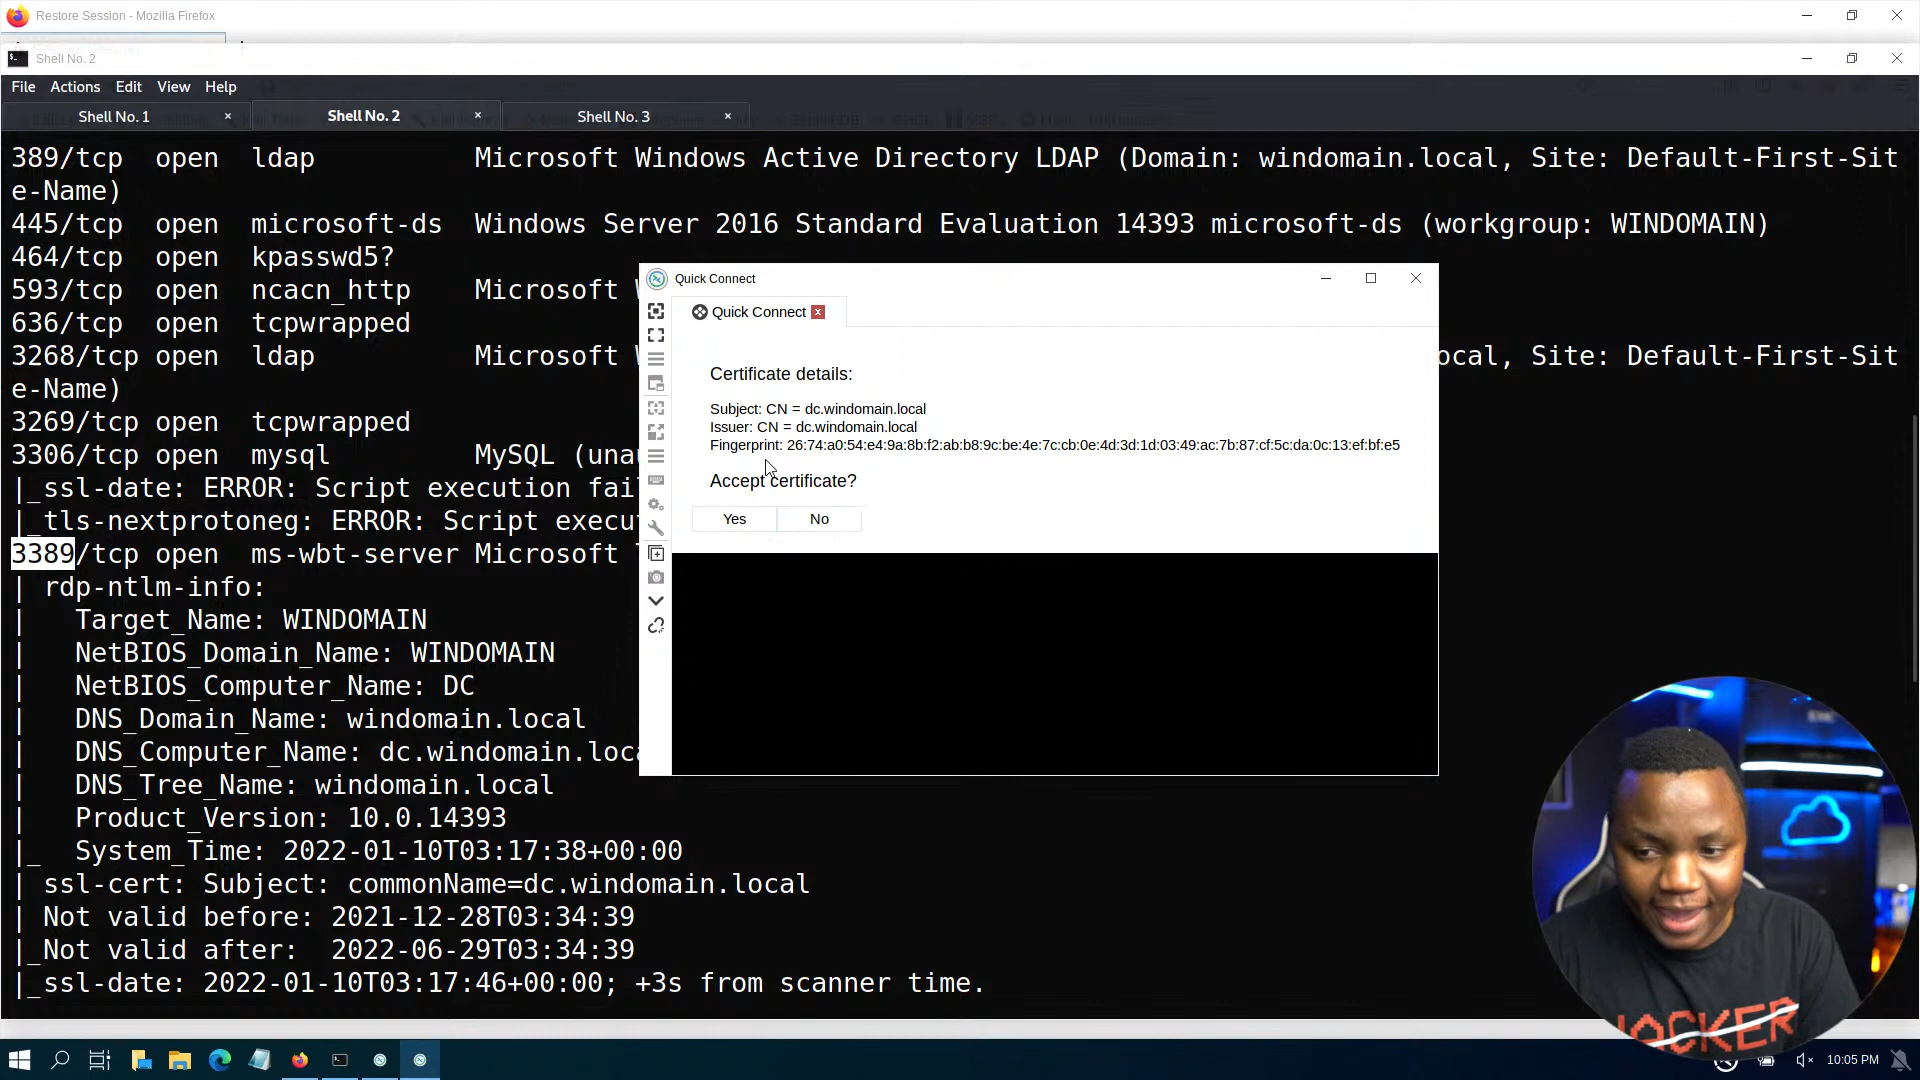 Restore Session - Mozilla Firefox
Shell No. 2
File Actions Edit View Help
Shell No. 1 × Shell No. 2 × Shell No. 3 ×
389/tcp open ldap Microsoft Windows Active Directory LDAP (Domain: windomain.local, Site: Default-First-Sit
e-Name)
445/tcp open microsoft-ds Windows Server 2016 Standard Evaluation 14393 microsoft-ds (workgroup: WINDOMAIN)
464/tcp open kpasswd5?
593/tcp open ncacn_http Microsoft
636/tcp open tcpwrapped
3268/tcp open ldap Microsoft ocal, Site: Default-First-Sit
e-Name)
3269/tcp open tcpwrapped
3306/tcp open mysql MySQL (una
|_ssl-date: ERROR: Script execution fai
|_tls-nextprotoneg: ERROR: Script execu
3389/tcp open ms-wbt-server Microsoft
| rdp-ntlm-info:
| Target_Name: WINDOMAIN
| NetBIOS_Domain_Name: WINDOMAIN
| NetBIOS_Computer_Name: DC
| DNS_Domain_Name: windomain.local
| DNS_Computer_Name: dc.windomain.loca
| DNS_Tree_Name: windomain.local
| Product_Version: 10.0.14393
|_ System_Time: 2022-01-10T03:17:38+00:00
| ssl-cert: Subject: commonName=dc.windomain.local
| Not valid before: 2021-12-28T03:34:39
|_Not valid after: 2022-06-29T03:34:39
|_ssl-date: 2022-01-10T03:17:46+00:00; +3s from scanner time.
Quick Connect
Quick Connect x
Certificate details:
Subject: CN = dc.windomain.local
Issuer: CN = dc.windomain.local
Fingerprint: 26:74:a0:54:e4:9a:8b:f2:ab:b8:9c:be:4e:7c:cb:0e:4d:3d:1d:03:49:ac:7b:87:cf:5c:da:0c:13:ef:bf:e5
Accept certificate?
Yes No
10:05 PM